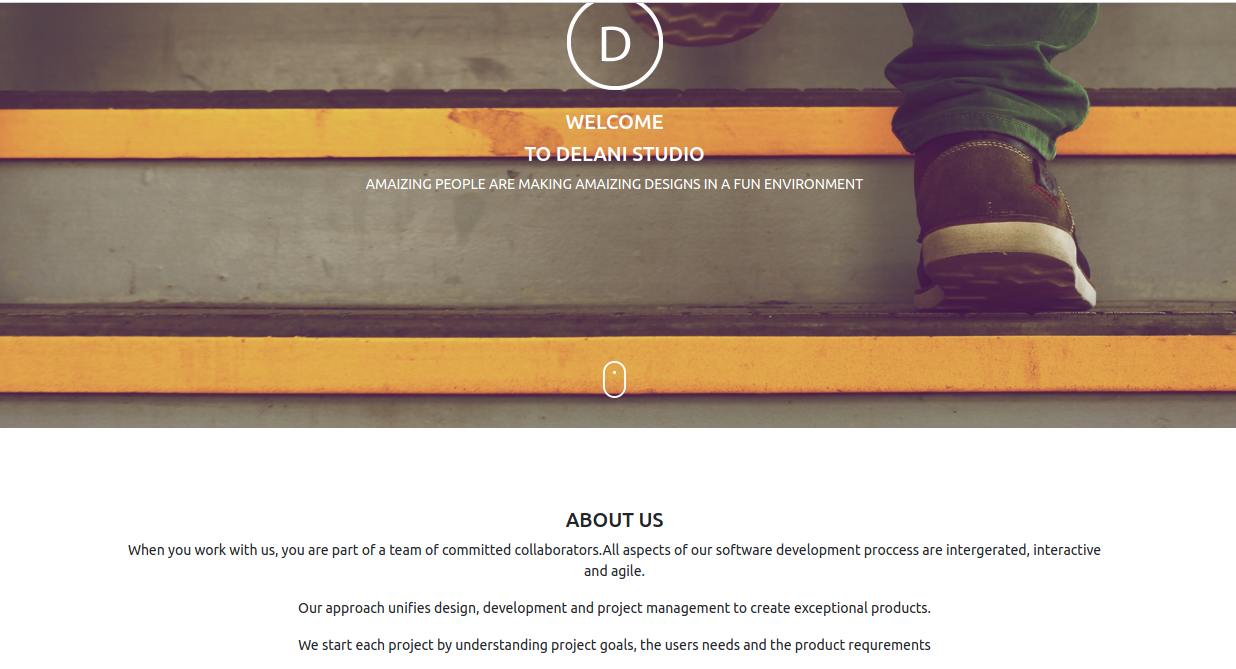 D
WELCOME
TO DELANI STUDIO
AMAIZING PEOPLE ARE MAKING AMAIZING DESIGNS IN A FUN ENVIRONMENT
ABOUT US
When you work with us, you are part of a team of committed collaborators.All aspects of our software development proccess are intergerated, interactive
and agile.
Our approach unifies design, development and project management to create exceptional products.
We start each project by understanding project goals, the users needs and the product requrements